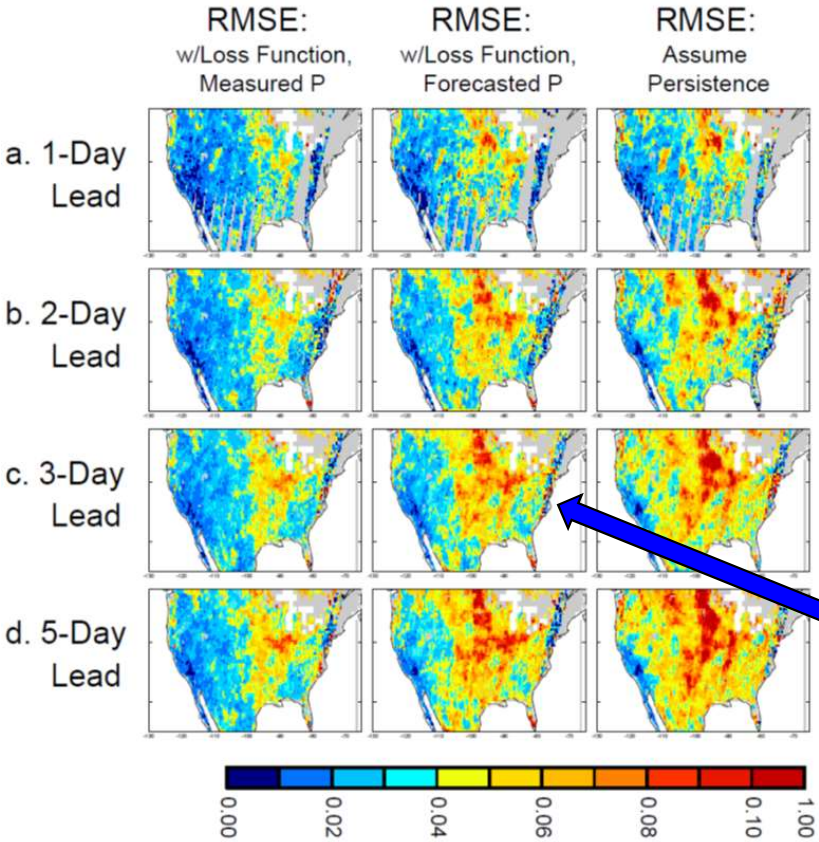 RMSE:
w/Loss Function,
Measured P
RMSE:
w/Loss Function,
Forecasted P
RMSE:
Assume
Persistence
a. 1-Day
Lead
b. 2-Day
Lead
c. 3-Day
Lead
d. 5-Day
Lead
0.00
0.02
0.04
0.06
0.08
0.10
1.00